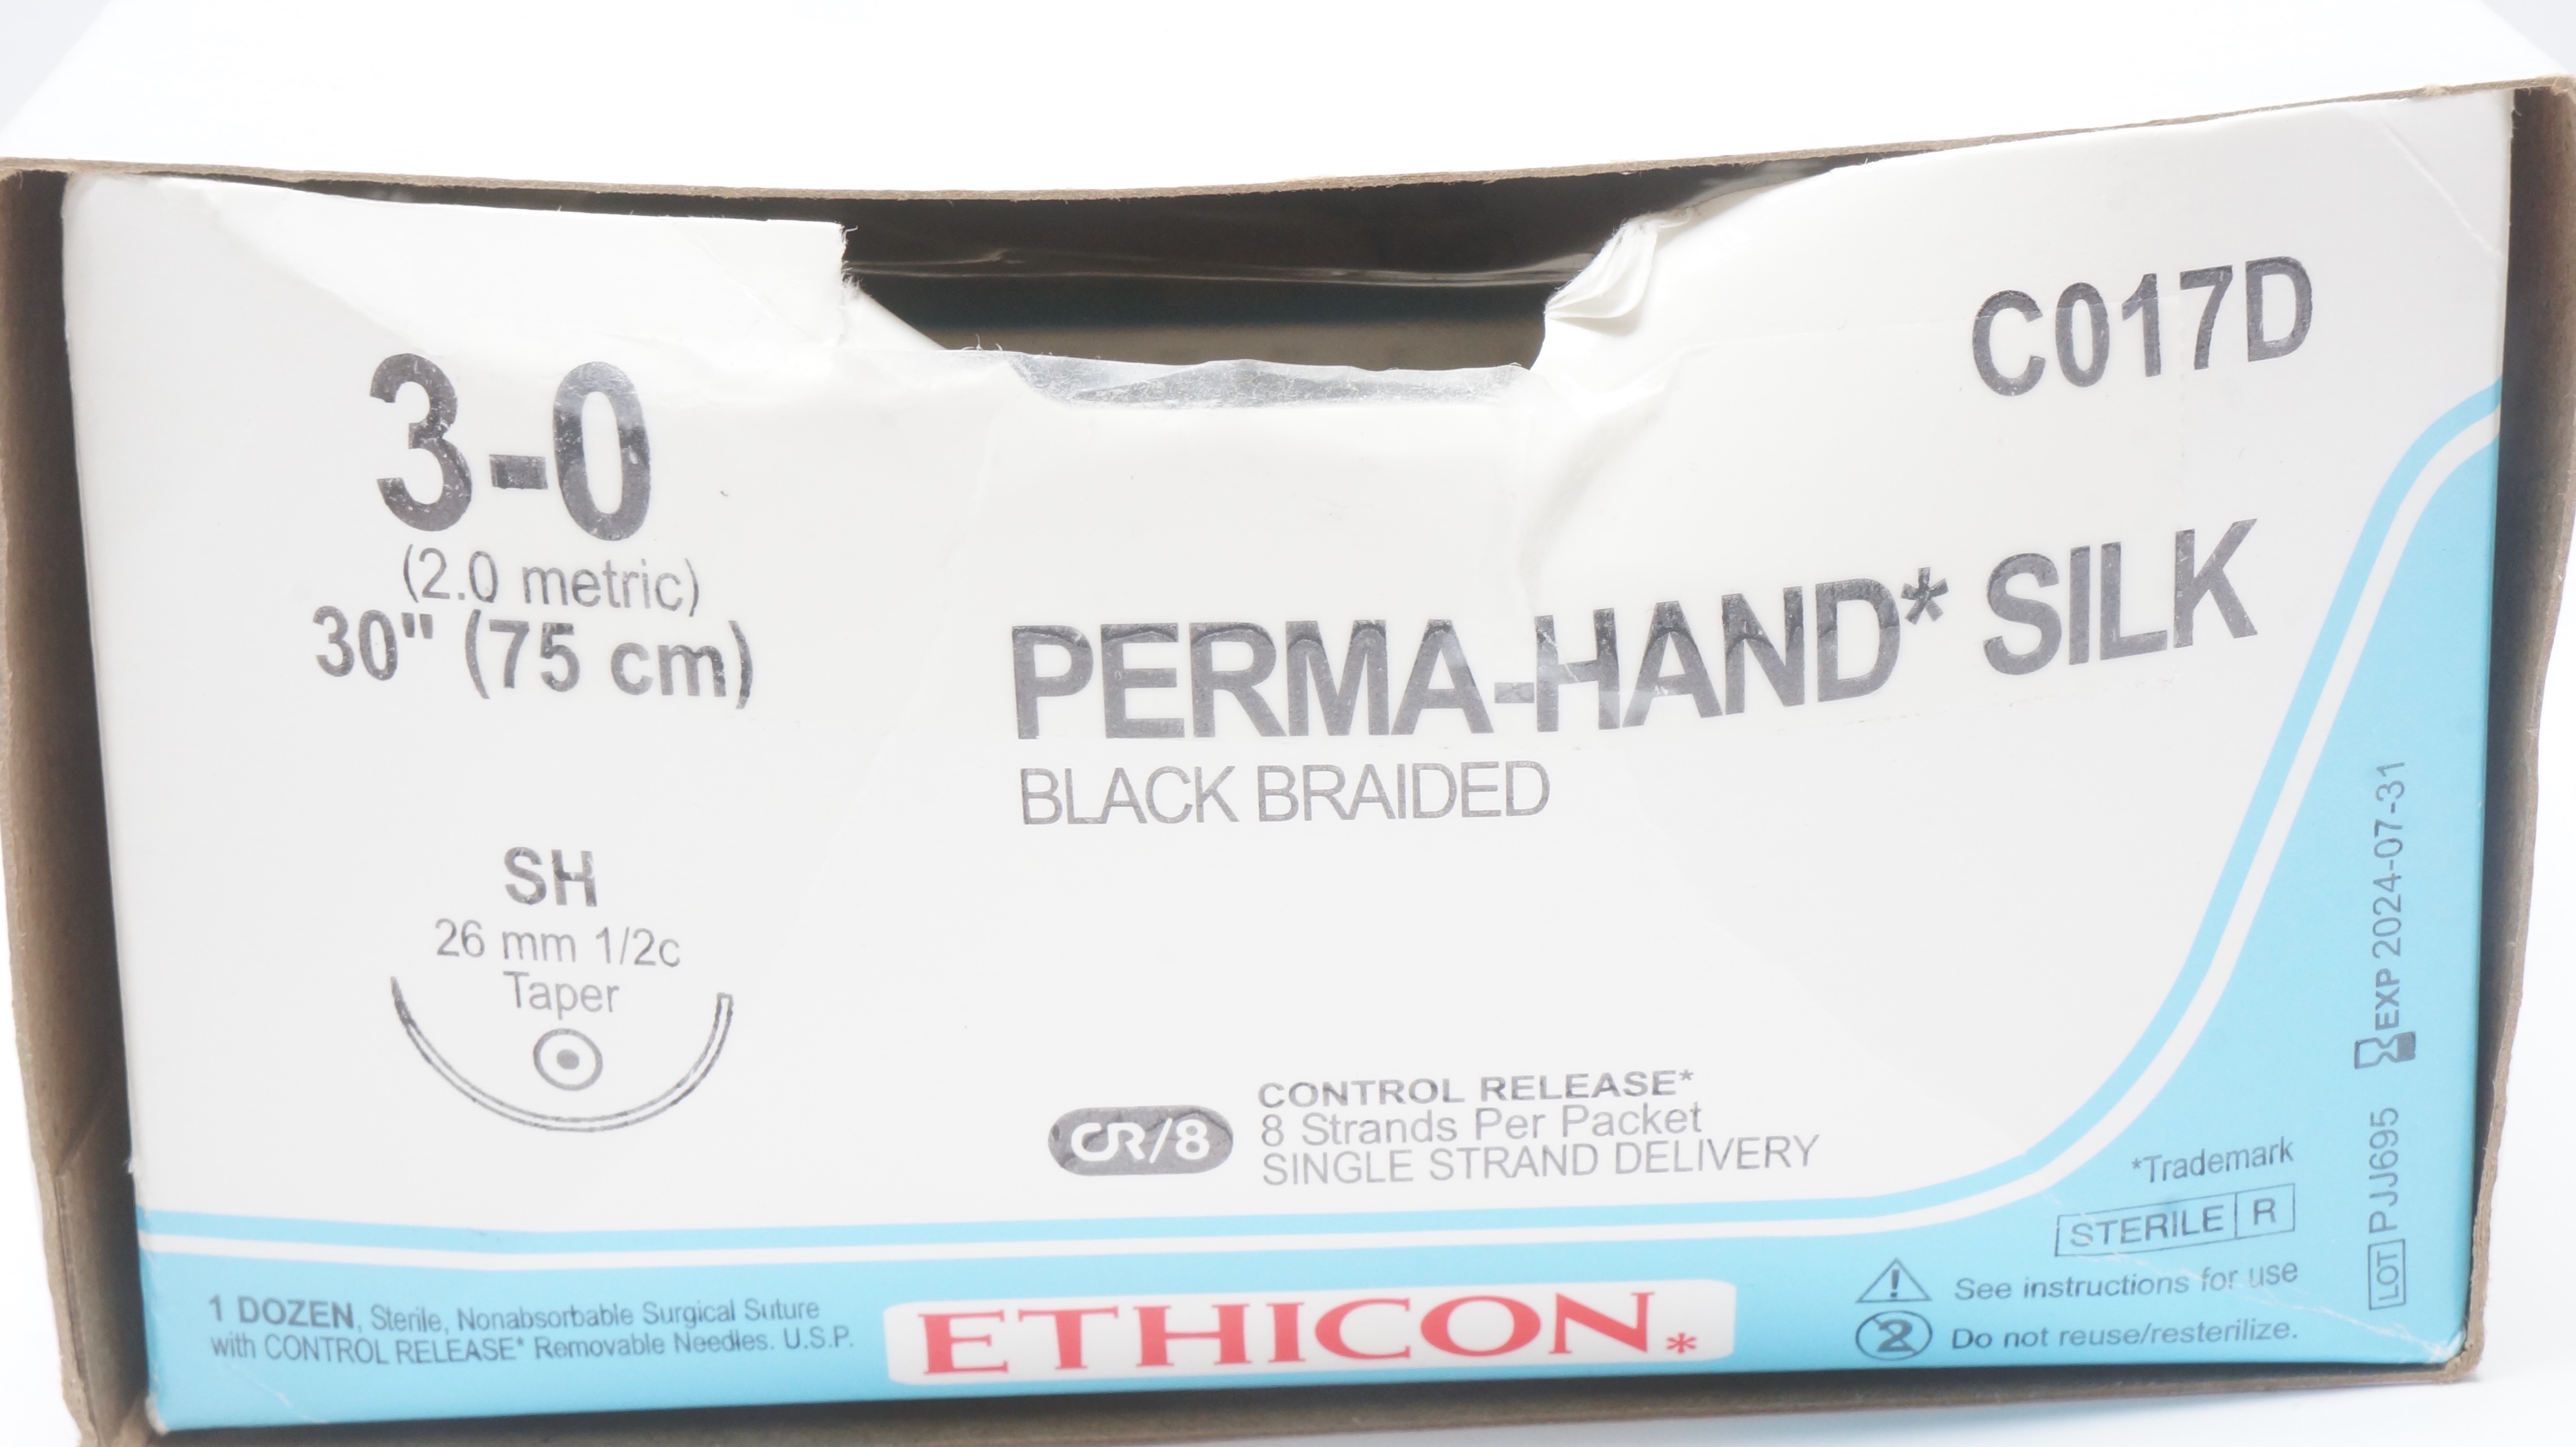 3-0
(2.0 metric)
30" (75 cm)
C017D
PERMA-HAND* SILK
BLACK BRAIDED
SH
26 mm 1/2c
Taper
CR/8
CONTROL RELEASE*
8 Strands Per Packet
SINGLE STRAND DELIVERY
EXP 2024-07-31
LOT PJJ695
*Trademark
STERILE R
1 DOZEN, Sterile, Nonabsorbable Surgical Suture
with CONTROL RELEASE* Removable Needles. U.S.P.
ETHICON*
! See instructions for use
2 Do not reuse/resterilize.